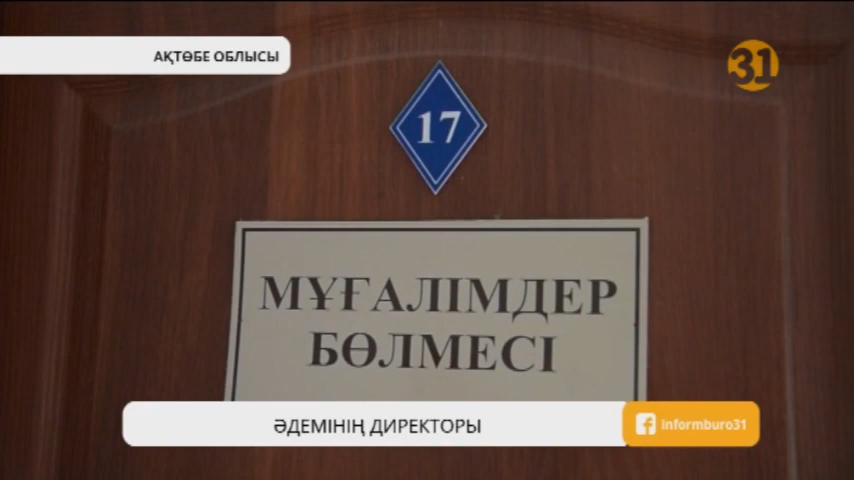 АҚТӨБЕ ОБЛЫСЫ
31
17
МҰҒАЛІМДЕР
БӨЛМЕСІ
ӘДЕМІНІҢ ДИРЕКТОРЫ
informburo31